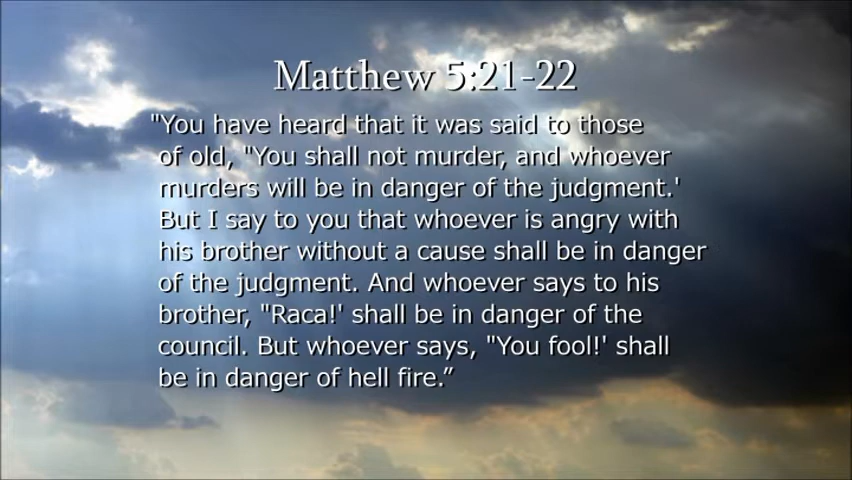 Matthew 5:21-22
"You have heard that it was said to those
of old, "You shall not murder, and whoever
murders will be in danger of the judgment.'
But I say to you that whoever is angry with
his brother without a cause shall be in danger
of the judgment. And whoever says to his
brother, "Raca!' shall be in danger of the
council. But whoever says, "You fool!' shall
be in danger of hell fire.”